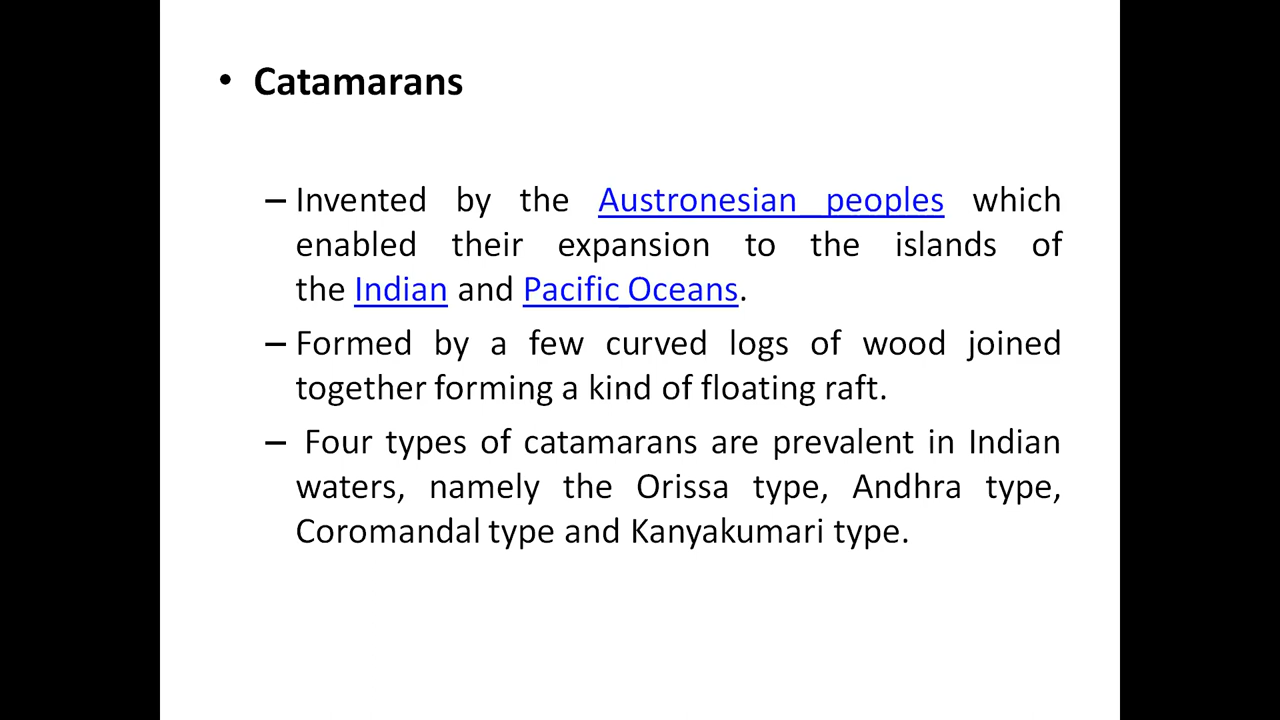 • Catamarans
– Invented by the Austronesian peoples which
enabled their expansion to the islands of
the Indian and Pacific Oceans.
– Formed by a few curved logs of wood joined
together forming a kind of floating raft.
– Four types of catamarans are prevalent in Indian
waters, namely the Orissa type, Andhra type,
Coromandal type and Kanyakumari type.